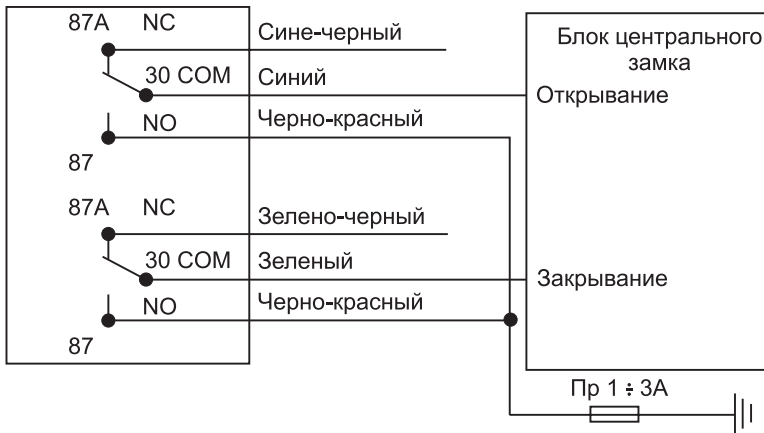 87A NC
Сине-черный
30 COM
Синий
NO
Черно-красный
87
87A NC
Зелено-черный
30 COM
Зеленый
NO
Черно-красный
87
Блок центрального
замка
Открывание
Закрывание
Пр 1 ÷ 3А